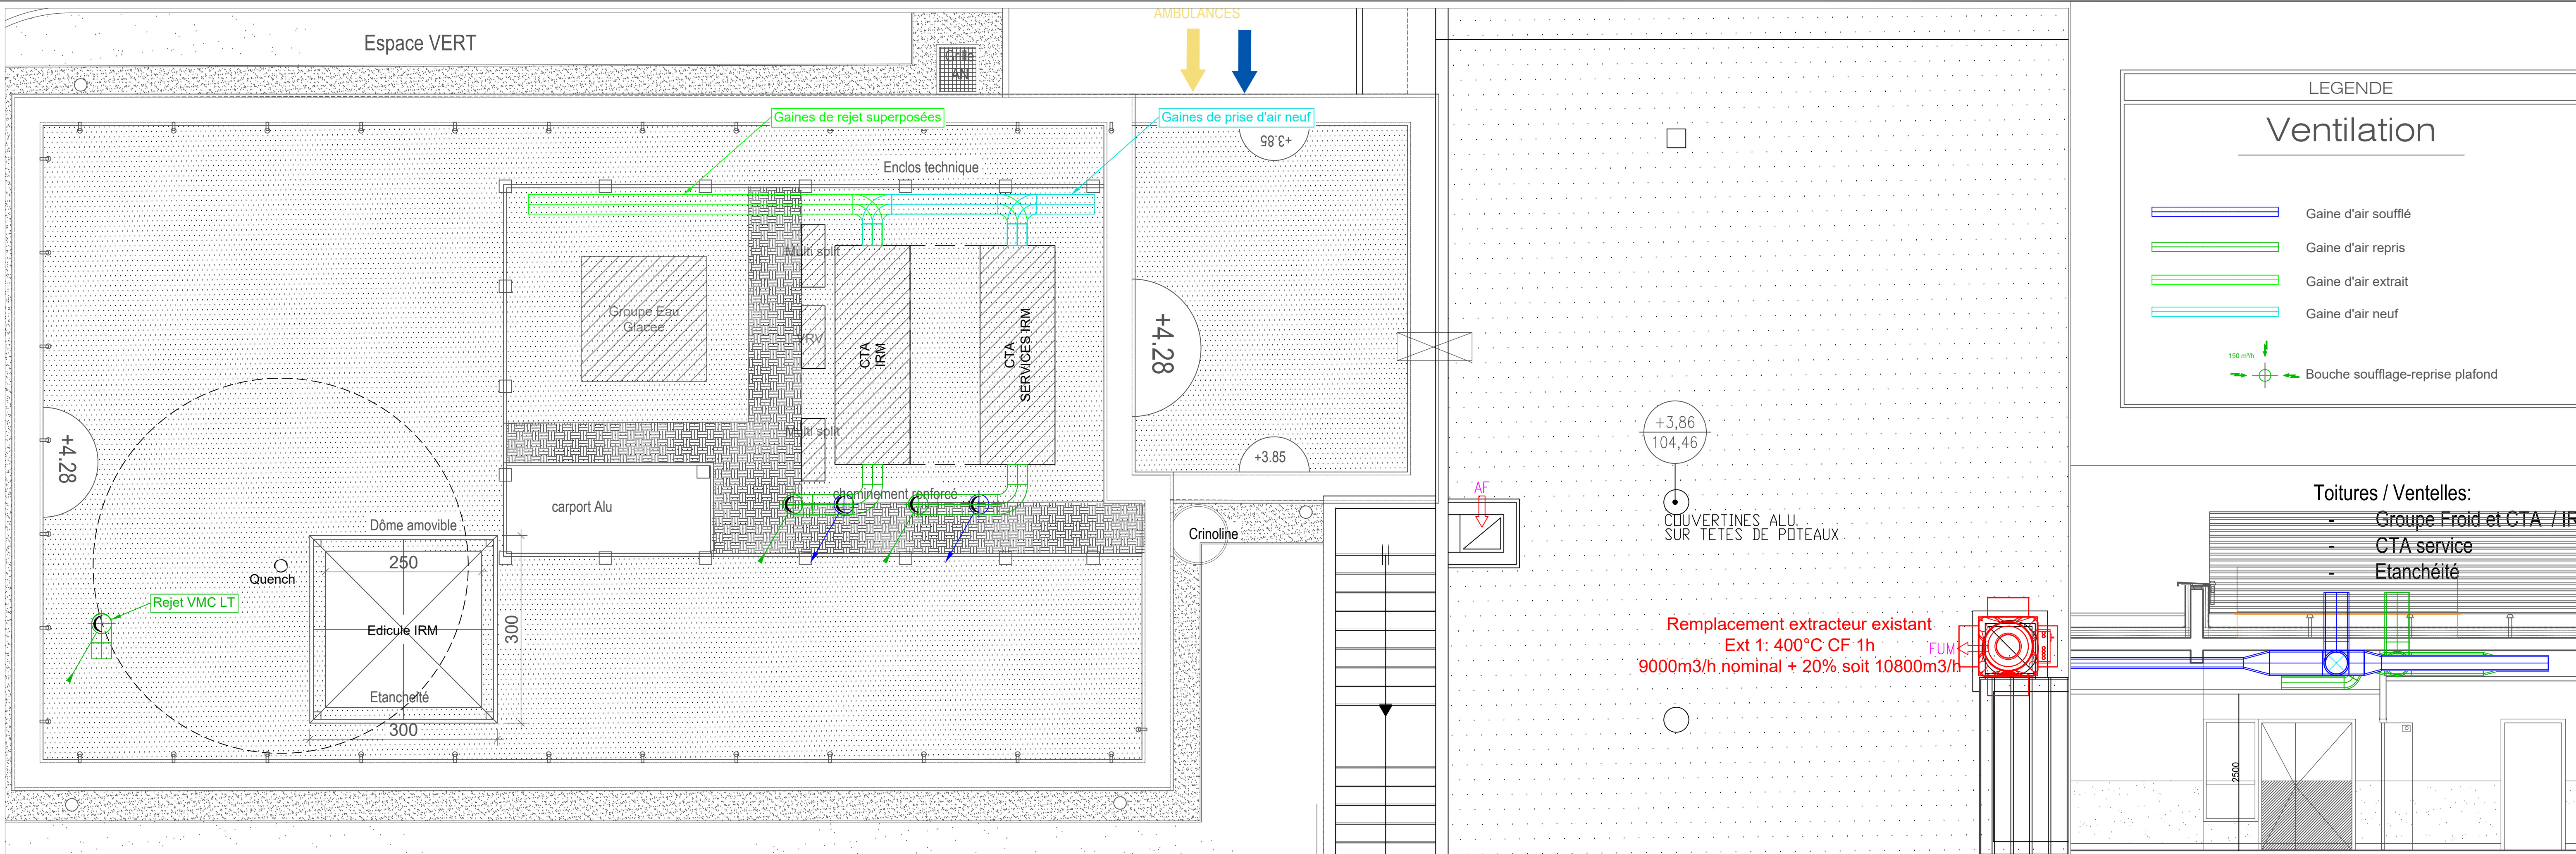 AMBULANCES
Espace VERT
Grille
AN
Gaines de rejet superposées
Gaines de prise d'air neuf
+3.85
Enclos technique
Multi split
Groupe Eau
Glacée
VRV
CTA
IRM
CTA
SERVICES IRM
+4.28
+4.28
Multi split
cheminement renforcé
carport Alu
+3.85
Dôme amovible
250
Quench
Rejet VMC LT
Edicule IRM
300
Etancheité
300
Crinoline
AF
+3,86
104,46
COUVERTINES ALU.
SUR TETES DE POTEAUX
Remplacement extracteur existant
Ext 1: 400°C CF 1h
9000m3/h nominal + 20% soit 10800m3/h
FUM
LEGENDE
Ventilation
Gaine d'air soufflé
Gaine d'air repris
Gaine d'air extrait
Gaine d'air neuf
150 m³/h
Bouche soufflage-reprise plafond
Toitures / Ventelles:
- Groupe Froid et CTA / IR
- CTA service
- Etanchéité
2500